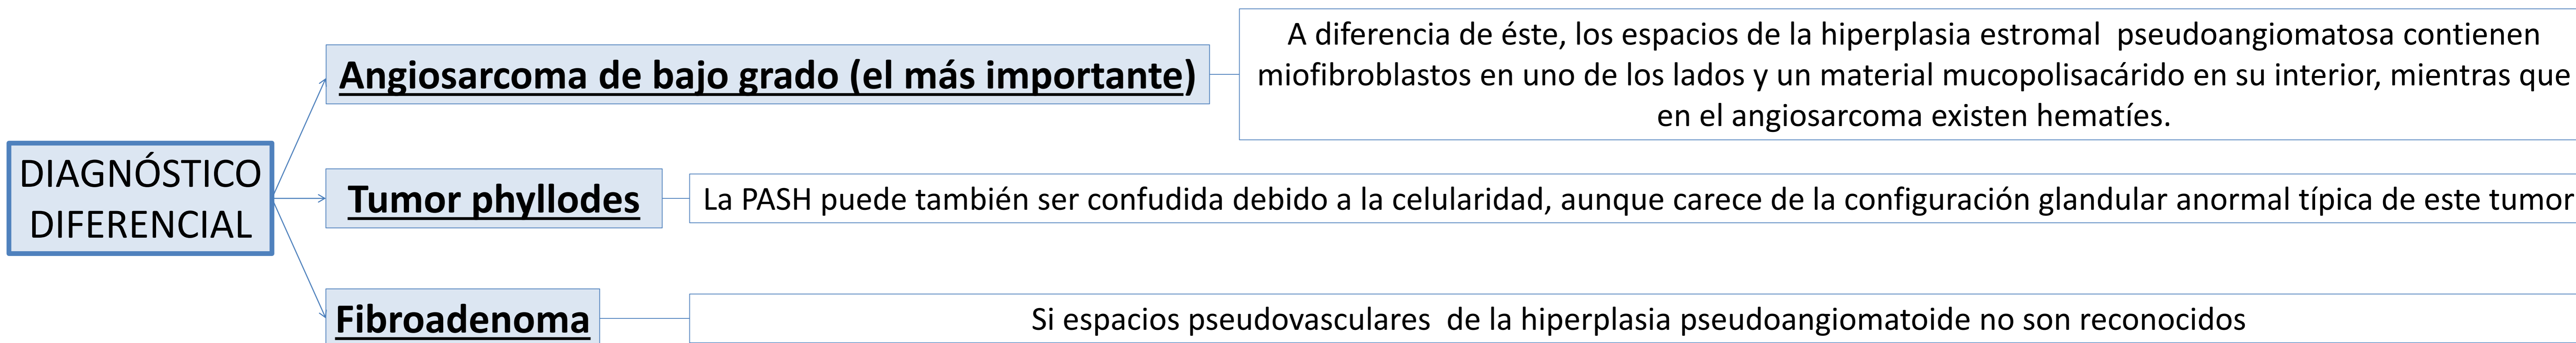 DIAGNÓSTICO
DIFERENCIAL
Angiosarcoma de bajo grado (el más importante)
A diferencia de éste, los espacios de la hiperplasia estromal pseudoangiomatosa contienen
miofibroblastos en uno de los lados y un material mucopolisacárido en su interior, mientras que
en el angiosarcoma existen hematíes.
Tumor phyllodes
La PASH puede también ser confudida debido a la celularidad, aunque carece de la configuración glandular anormal típica de este tumor
Fibroadenoma
Si espacios pseudovasculares de la hiperplasia pseudoangiomatoide no son reconocidos